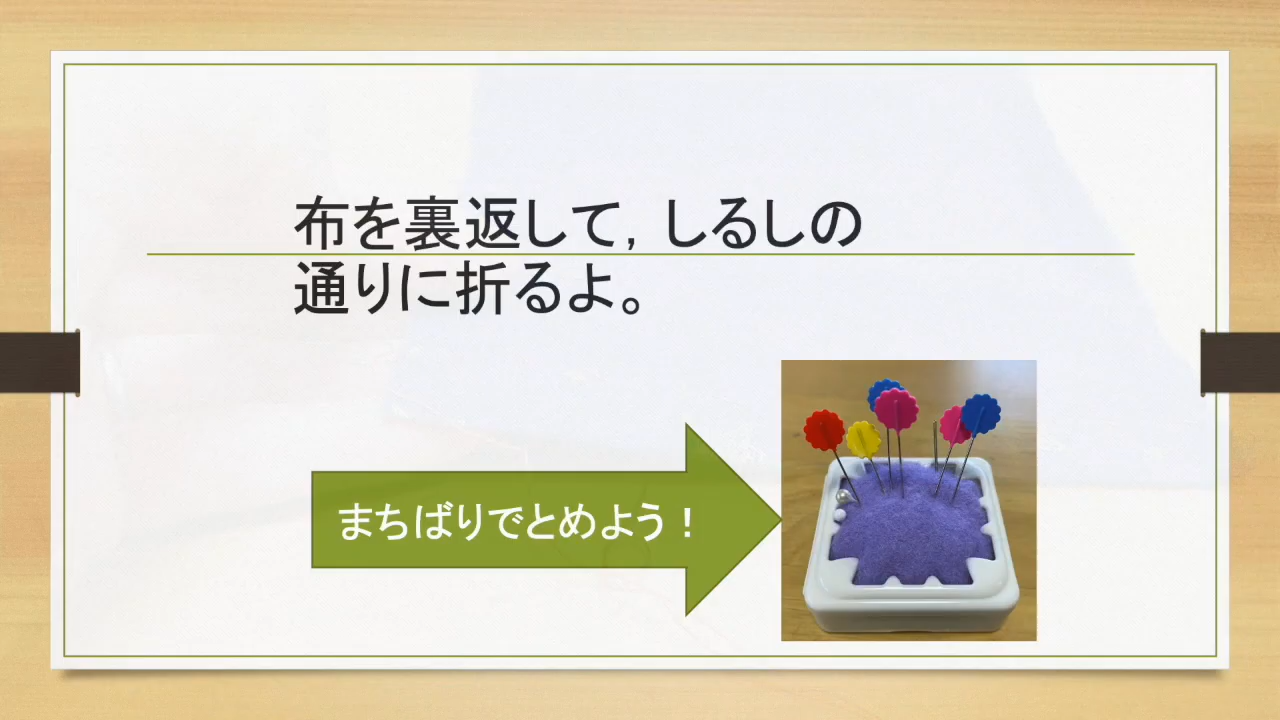 布を裏返して，しるしの
通りに折るよ。
まちばりでとめよう！